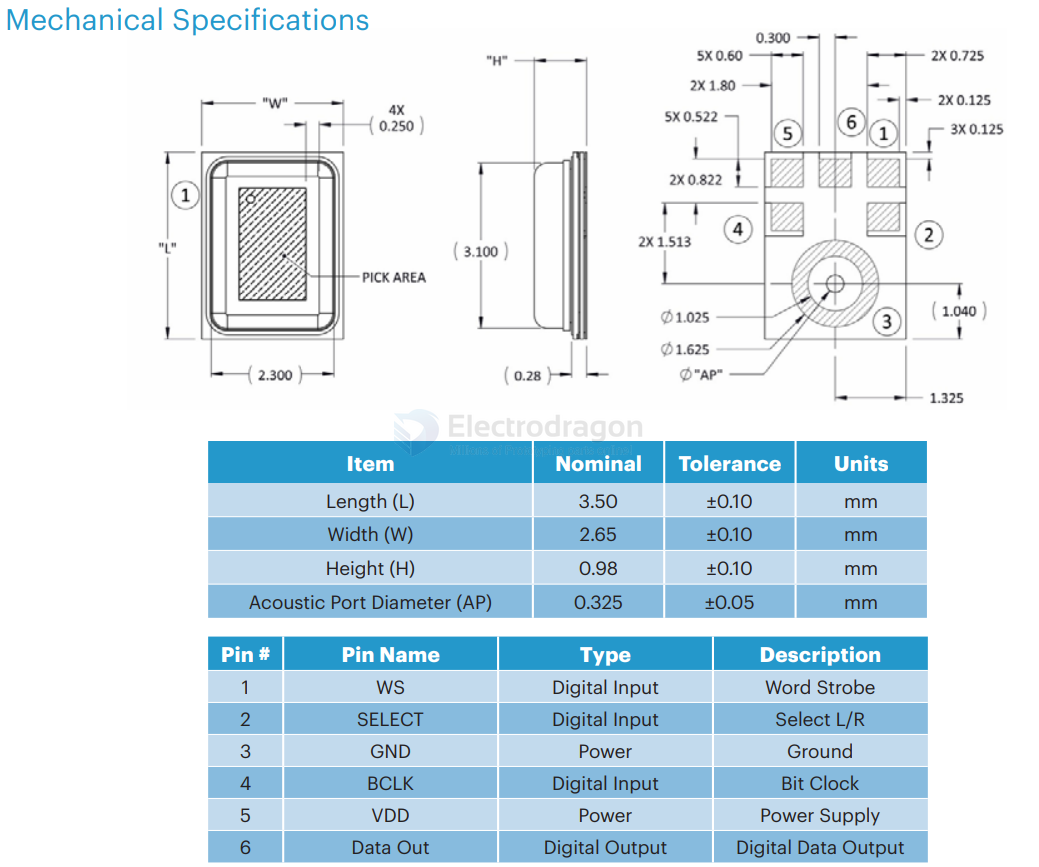 Mechanical Specifications
"W"
4X
( 0.250 )
1
"L"
PICK AREA
( 2.300 )
"H"
( 3.100 )
( 0.28 )
0.300
5X 0.60
2X 0.725
2X 1.80
2X 0.125
5X 0.522
5
6
1
3X 0.125
2X 0.822
4
2
2X 1.513
Ø 1.025
3
( 1.040 )
Ø 1.625
Ø "AP"
1.325
Electrodragon
Item Nominal Tolerance Units
Length (L) 3.50 ±0.10 mm
Width (W) 2.65 ±0.10 mm
Height (H) 0.98 ±0.10 mm
Acoustic Port Diameter (AP) 0.325 ±0.05 mm
Pin # Pin Name Type Description
1 WS Digital Input Word Strobe
2 SELECT Digital Input Select L/R
3 GND Power Ground
4 BCLK Digital Input Bit Clock
5 VDD Power Power Supply
6 Data Out Digital Output Digital Data Output